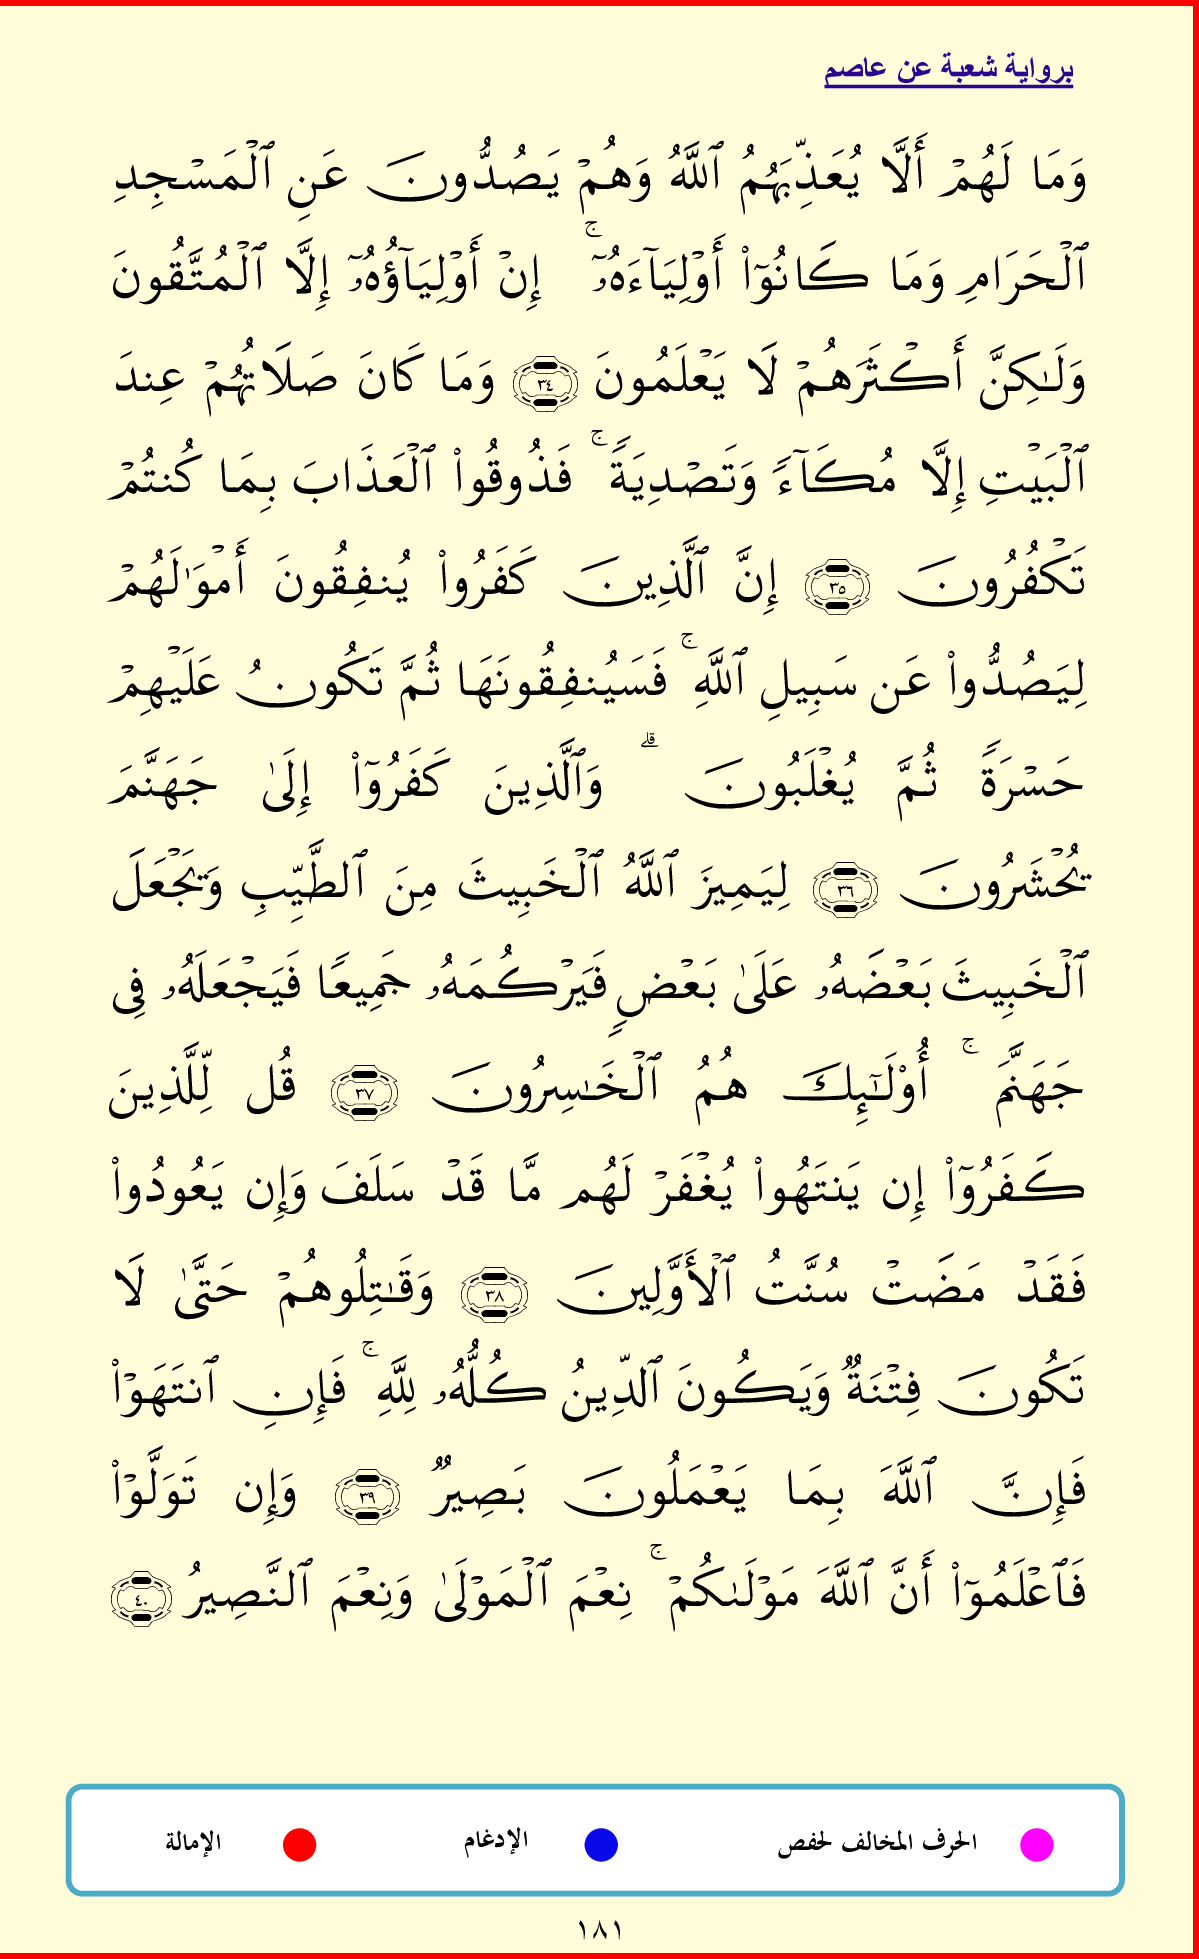 برواية شعبة عن عاصم
وَمَا لَهُمْ أَلَّا يُعَذِّبَهُمُ ٱللَّهُ وَهُمْ يَصُدُّونَ عَنِ ٱلْمَسْجِدِ
ٱلْحَرَامِ وَمَا كَانُوٓا۟ أَوْلِيَآءَهُۥٓ ۚ إِنْ أَوْلِيَآؤُهُۥٓ إِلَّا ٱلْمُتَّقُونَ
وَلَـٰكِنَّ أَكْثَرَهُمْ لَا يَعْلَمُونَ ٣٤ وَمَا كَانَ صَلَاتُهُمْ عِندَ
ٱلْبَيْتِ إِلَّا مُكَآءً وَتَصْدِيَةً ۚ فَذُوقُوا۟ ٱلْعَذَابَ بِمَا كُنتُمْ
تَكْفُرُونَ ٣٥ إِنَّ ٱلَّذِينَ كَفَرُوا۟ يُنفِقُونَ أَمْوَٰلَهُمْ
لِيَصُدُّوا۟ عَن سَبِيلِ ٱللَّهِ ۚ فَسَيُنفِقُونَهَا ثُمَّ تَكُونُ عَلَيْهِمْ
حَسْرَةً ثُمَّ يُغْلَبُونَ ۗ وَٱلَّذِينَ كَفَرُوٓا۟ إِلَىٰ جَهَنَّمَ
يُحْشَرُونَ ٣٦ لِيَمِيزَ ٱللَّهُ ٱلْخَبِيثَ مِنَ ٱلطَّيِّبِ وَيَجْعَلَ
ٱلْخَبِيثَ بَعْضَهُۥ عَلَىٰ بَعْضٍ فَيَرْكُمَهُۥ جَمِيعًا فَيَجْعَلَهُۥ فِى
جَهَنَّمَ ۚ أُو۟لَـٰٓئِكَ هُمُ ٱلْخَـٰسِرُونَ ٣٧ قُل لِّلَّذِينَ
كَفَرُوٓا۟ إِن يَنتَهُوا۟ يُغْفَرْ لَهُم مَّا قَدْ سَلَفَ وَإِن يَعُودُوا۟
فَقَدْ مَضَتْ سُنَّتُ ٱلْأَوَّلِينَ ٣٨ وَقَـٰتِلُوهُمْ حَتَّىٰ لَا
تَكُونَ فِتْنَةٌ وَيَكُونَ ٱلدِّينُ كُلُّهُۥ لِلَّهِ ۚ فَإِنِ ٱنتَهَوْا۟
فَإِنَّ ٱللَّهَ بِمَا يَعْمَلُونَ بَصِيرٌ ٣٩ وَإِن تَوَلَّوْا۟
فَٱعْلَمُوٓا۟ أَنَّ ٱللَّهَ مَوْلَىٰكُمْ ۚ نِعْمَ ٱلْمَوْلَىٰ وَنِعْمَ ٱلنَّصِيرُ ٤٠
الحرف المخالف لحفص الإدغام الإمالة
١٨١